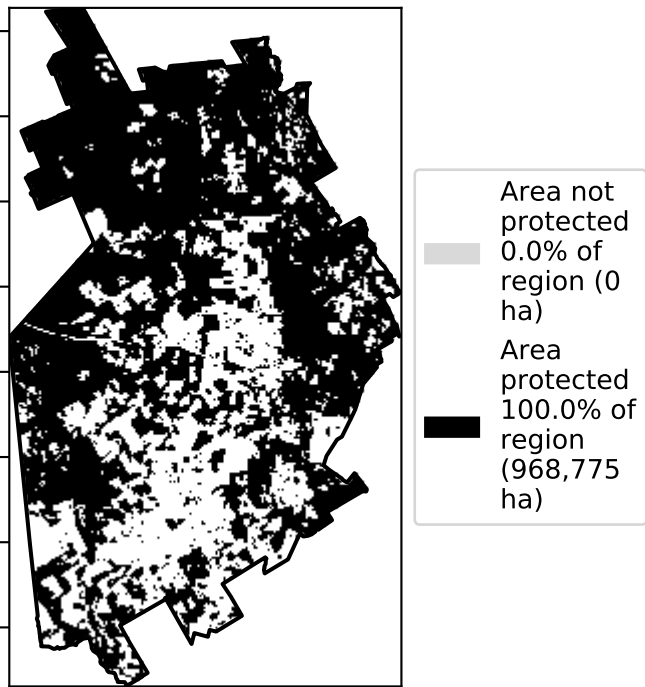 Area not
protected
0.0% of
region (0
ha)
Area
protected
100.0% of
region
(968,775
ha)